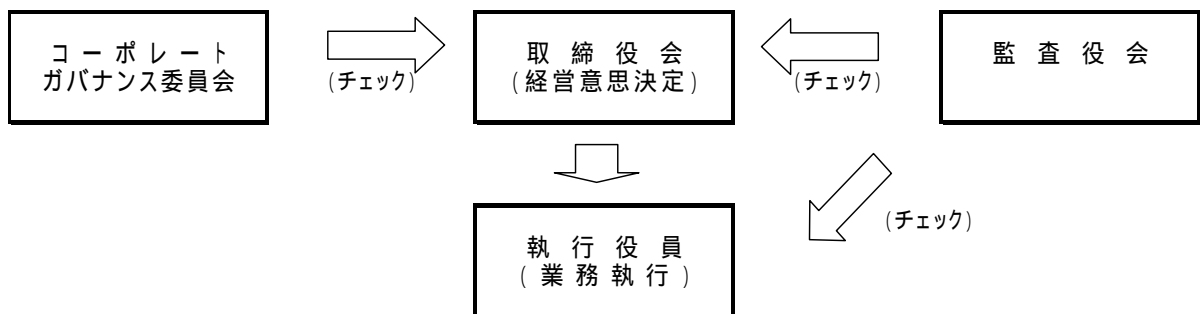 コーポレート
ガバナンス委員会
(チェック)
取締役会
(経営意思決定)
(チェック)
監査役会
(チェック)
執行役員
(業務執行)